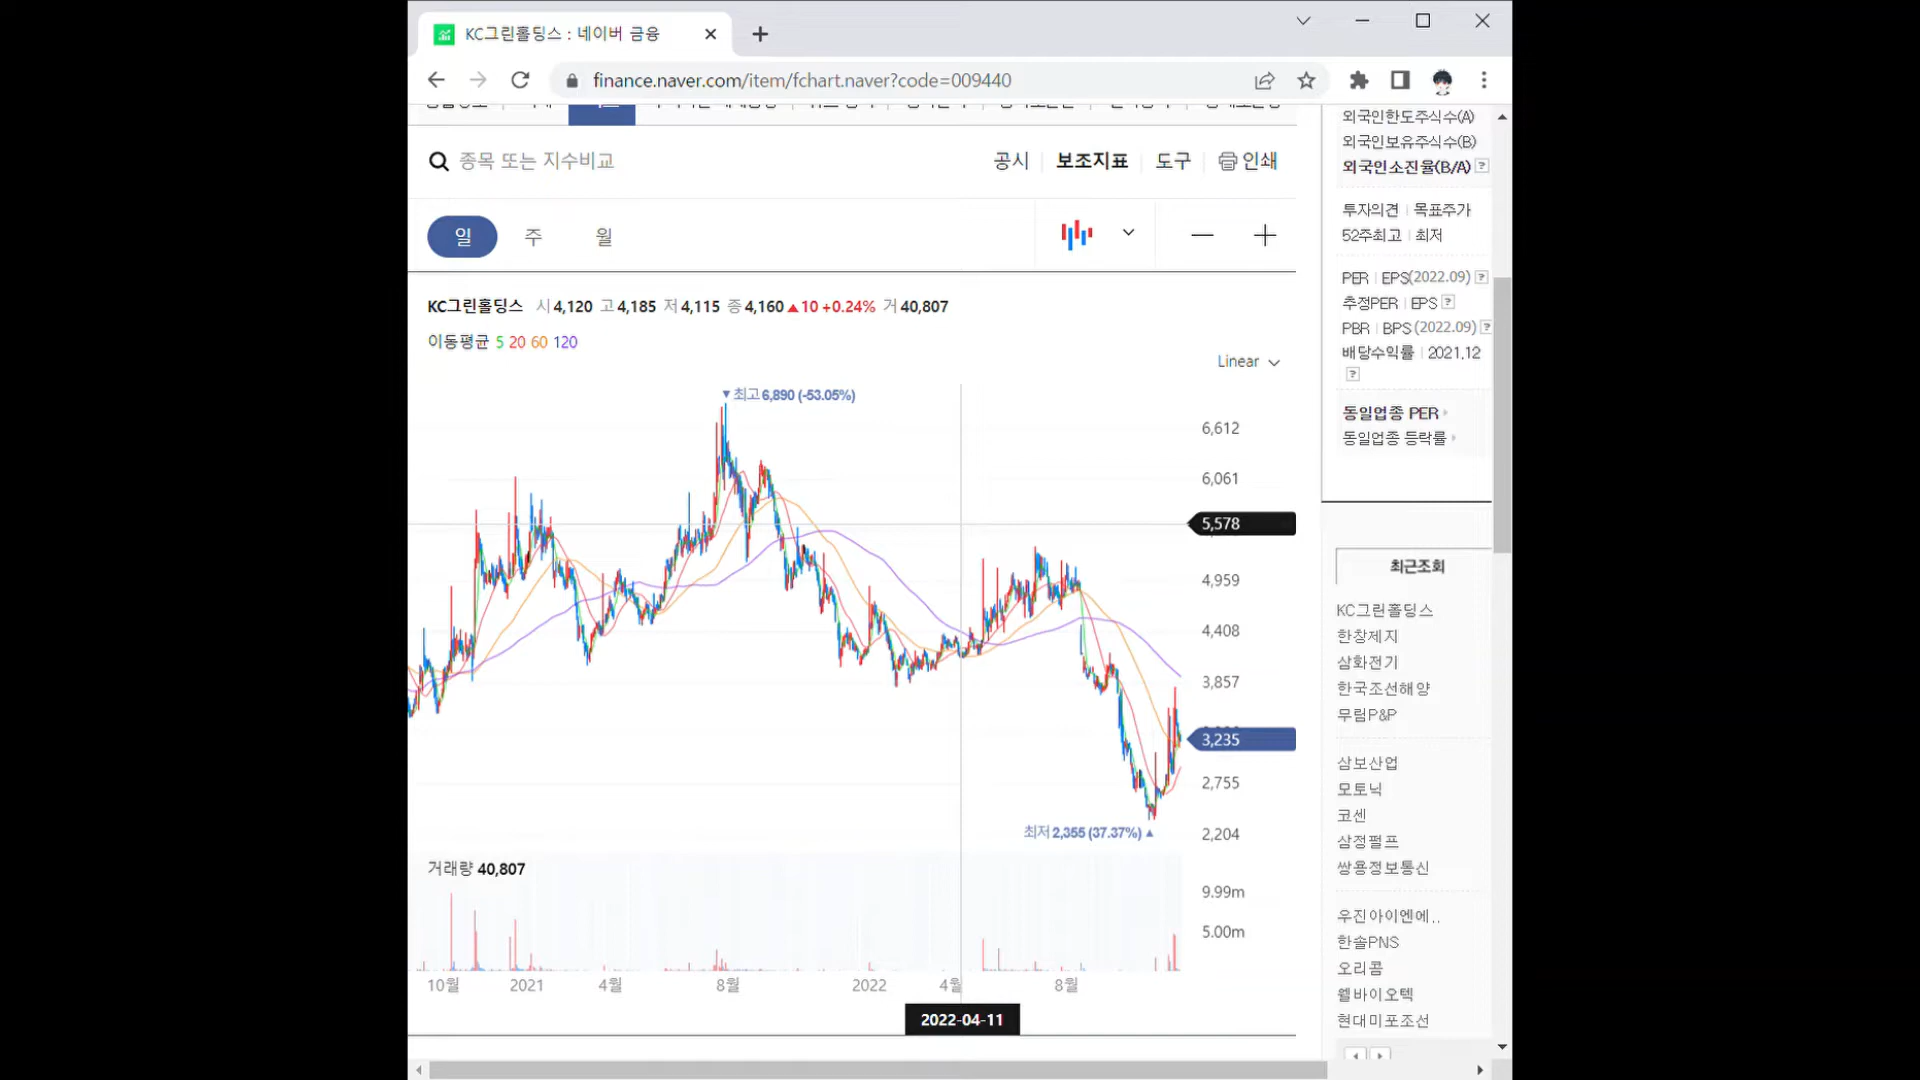 KC그린홀딩스 : 네이버 금융
finance.naver.com/item/fchart.naver?code=009440
종목 또는 지수비교
공시 보조지표 도구 인쇄
일 주 월
KC그린홀딩스 시 4,120 고 4,185 저 4,115 종 4,160 ▲10 +0.24% 거 40,807
이동평균 5 20 60 120
Linear
▼최고 6,890 (-53.05%)
6,612
6,061
5,578
4,959
4,408
3,857
3,235
2,755
최저 2,355 (37.37%) ▲
2,204
거래량 40,807
9.99m
5.00m
10월 2021 4월 8월 2022 4월 8월
2022-04-11
외국인한도주식수(A)
외국인보유주식수(B)
외국인소진율(B/A) ?
투자의견 | 목표주가
52주최고 | 최저
PER | EPS(2022.09) ?
추정PER | EPS ?
PBR | BPS (2022.09) ?
배당수익률 | 2021.12
?
동일업종 PER
동일업종 등락률
최근조회
KC그린홀딩스
한창제지
삼화전기
한국조선해양
무림P&P
삼보산업
모토닉
코센
삼정펄프
쌍용정보통신
우진아이엔에..
한솔PNS
오리콤
웰바이오텍
현대미포조선